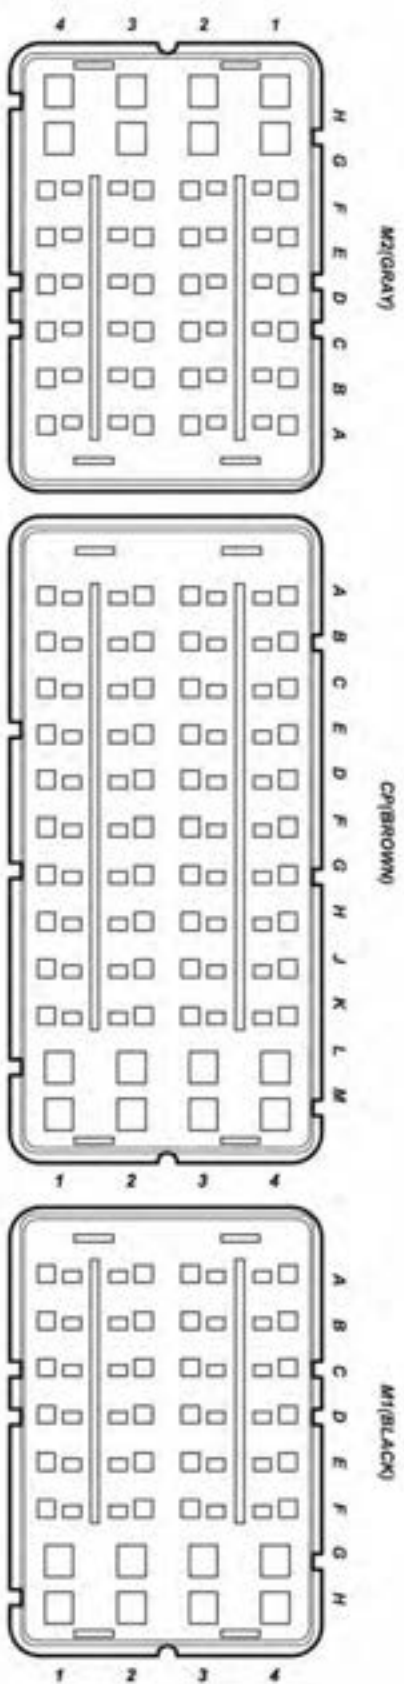 4 3 2 1
H
G
F
E
D
C
B
A
M2(GRAY)
A
B
C
E
D
F
G
H
J
K
L
M
CP(BROWN)
1 2 3 4
A
B
C
D
E
F
G
H
M1(BLACK)
1 2 3 4